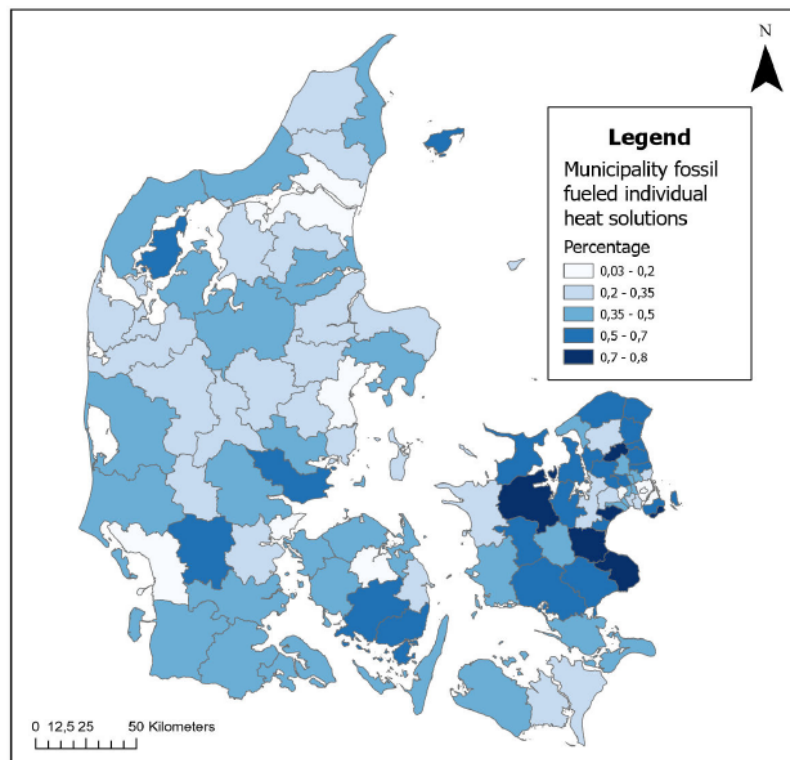 N
Legend
Municipality fossil
fueled individual
heat solutions
Percentage
0,03 - 0,2
0,2 - 0,35
0,35 - 0,5
0,5 - 0,7
0,7 - 0,8
0 12,5 25 50 Kilometers